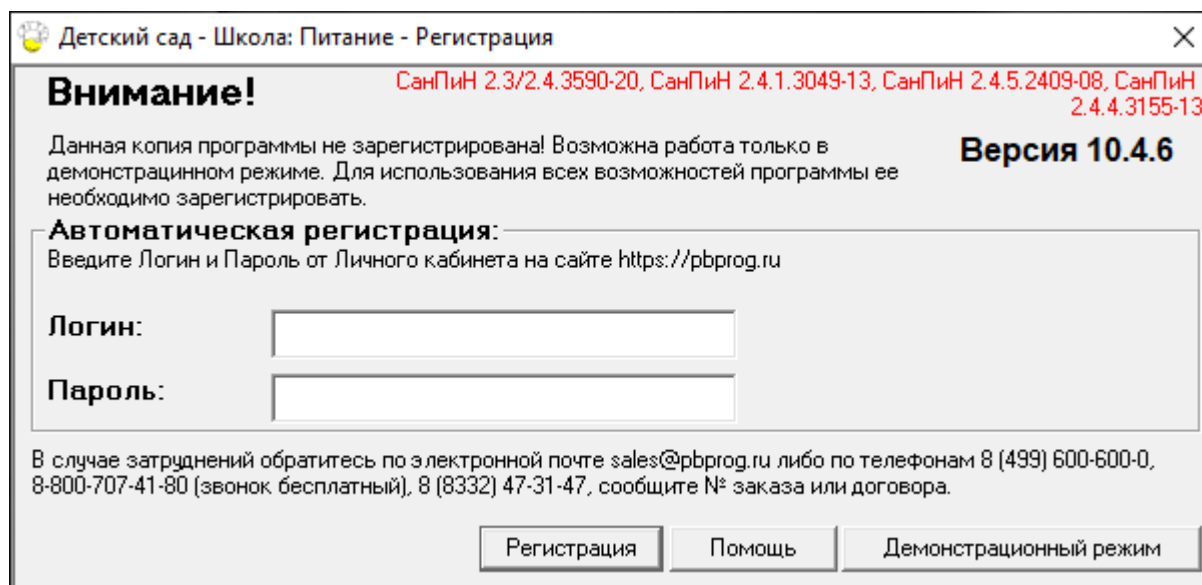 Детский сад - Школа: Питание - Регистрация
Внимание!
СанПиН 2.3/2.4.3590-20, СанПиН 2.4.1.3049-13, СанПиН 2.4.5.2409-08, СанПиН
2.4.4.3155-13
Данная копия программы не зарегистрирована! Возможна работа только в
демонстрацинном режиме. Для использования всех возможностей программы ее
необходимо зарегистрировать.
Версия 10.4.6
Автоматическая регистрация:
Введите Логин и Пароль от Личного кабинета на сайте https://pbprog.ru
Логин:
Пароль:
В случае затруднений обратитесь по электронной почте sales@pbprog.ru либо по телефонам 8 (499) 600-600-0,
8-800-707-41-80 (звонок бесплатный), 8 (8332) 47-31-47, сообщите № заказа или договора.
Регистрация
Помощь
Демонстрационный режим